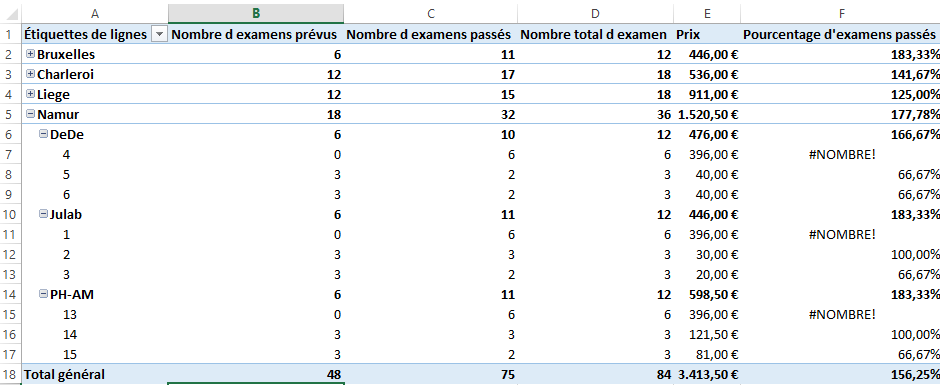 A B C D E F
1 Étiquettes de lignes Nombre d examens prévus Nombre d examens passés Nombre total d examen Prix Pourcentage d'examens passés
2 Bruxelles 6 11 12 446,00 € 183,33%
3 Charleroi 12 17 18 536,00 € 141,67%
4 Liege 12 15 18 911,00 € 125,00%
5 Namur 18 32 36 1.520,50 € 177,78%
6 DeDe 6 10 12 476,00 € 166,67%
7 4 0 6 6 396,00 € #NOMBRE!
8 5 3 2 3 40,00 € 66,67%
9 6 3 2 3 40,00 € 66,67%
10 Julab 6 11 12 446,00 € 183,33%
11 1 0 6 6 396,00 € #NOMBRE!
12 2 3 3 3 30,00 € 100,00%
13 3 3 2 3 20,00 € 66,67%
14 PH-AM 6 11 12 598,50 € 183,33%
15 13 0 6 6 396,00 € #NOMBRE!
16 14 3 3 3 121,50 € 100,00%
17 15 3 2 3 81,00 € 66,67%
18 Total général 48 75 84 3.413,50 € 156,25%